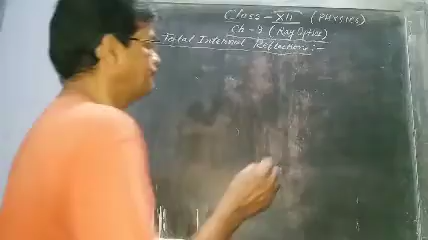 Class - XII (PHYSICS)
Ch - 9 (Ray Optics)
Total Internal Reflection :-